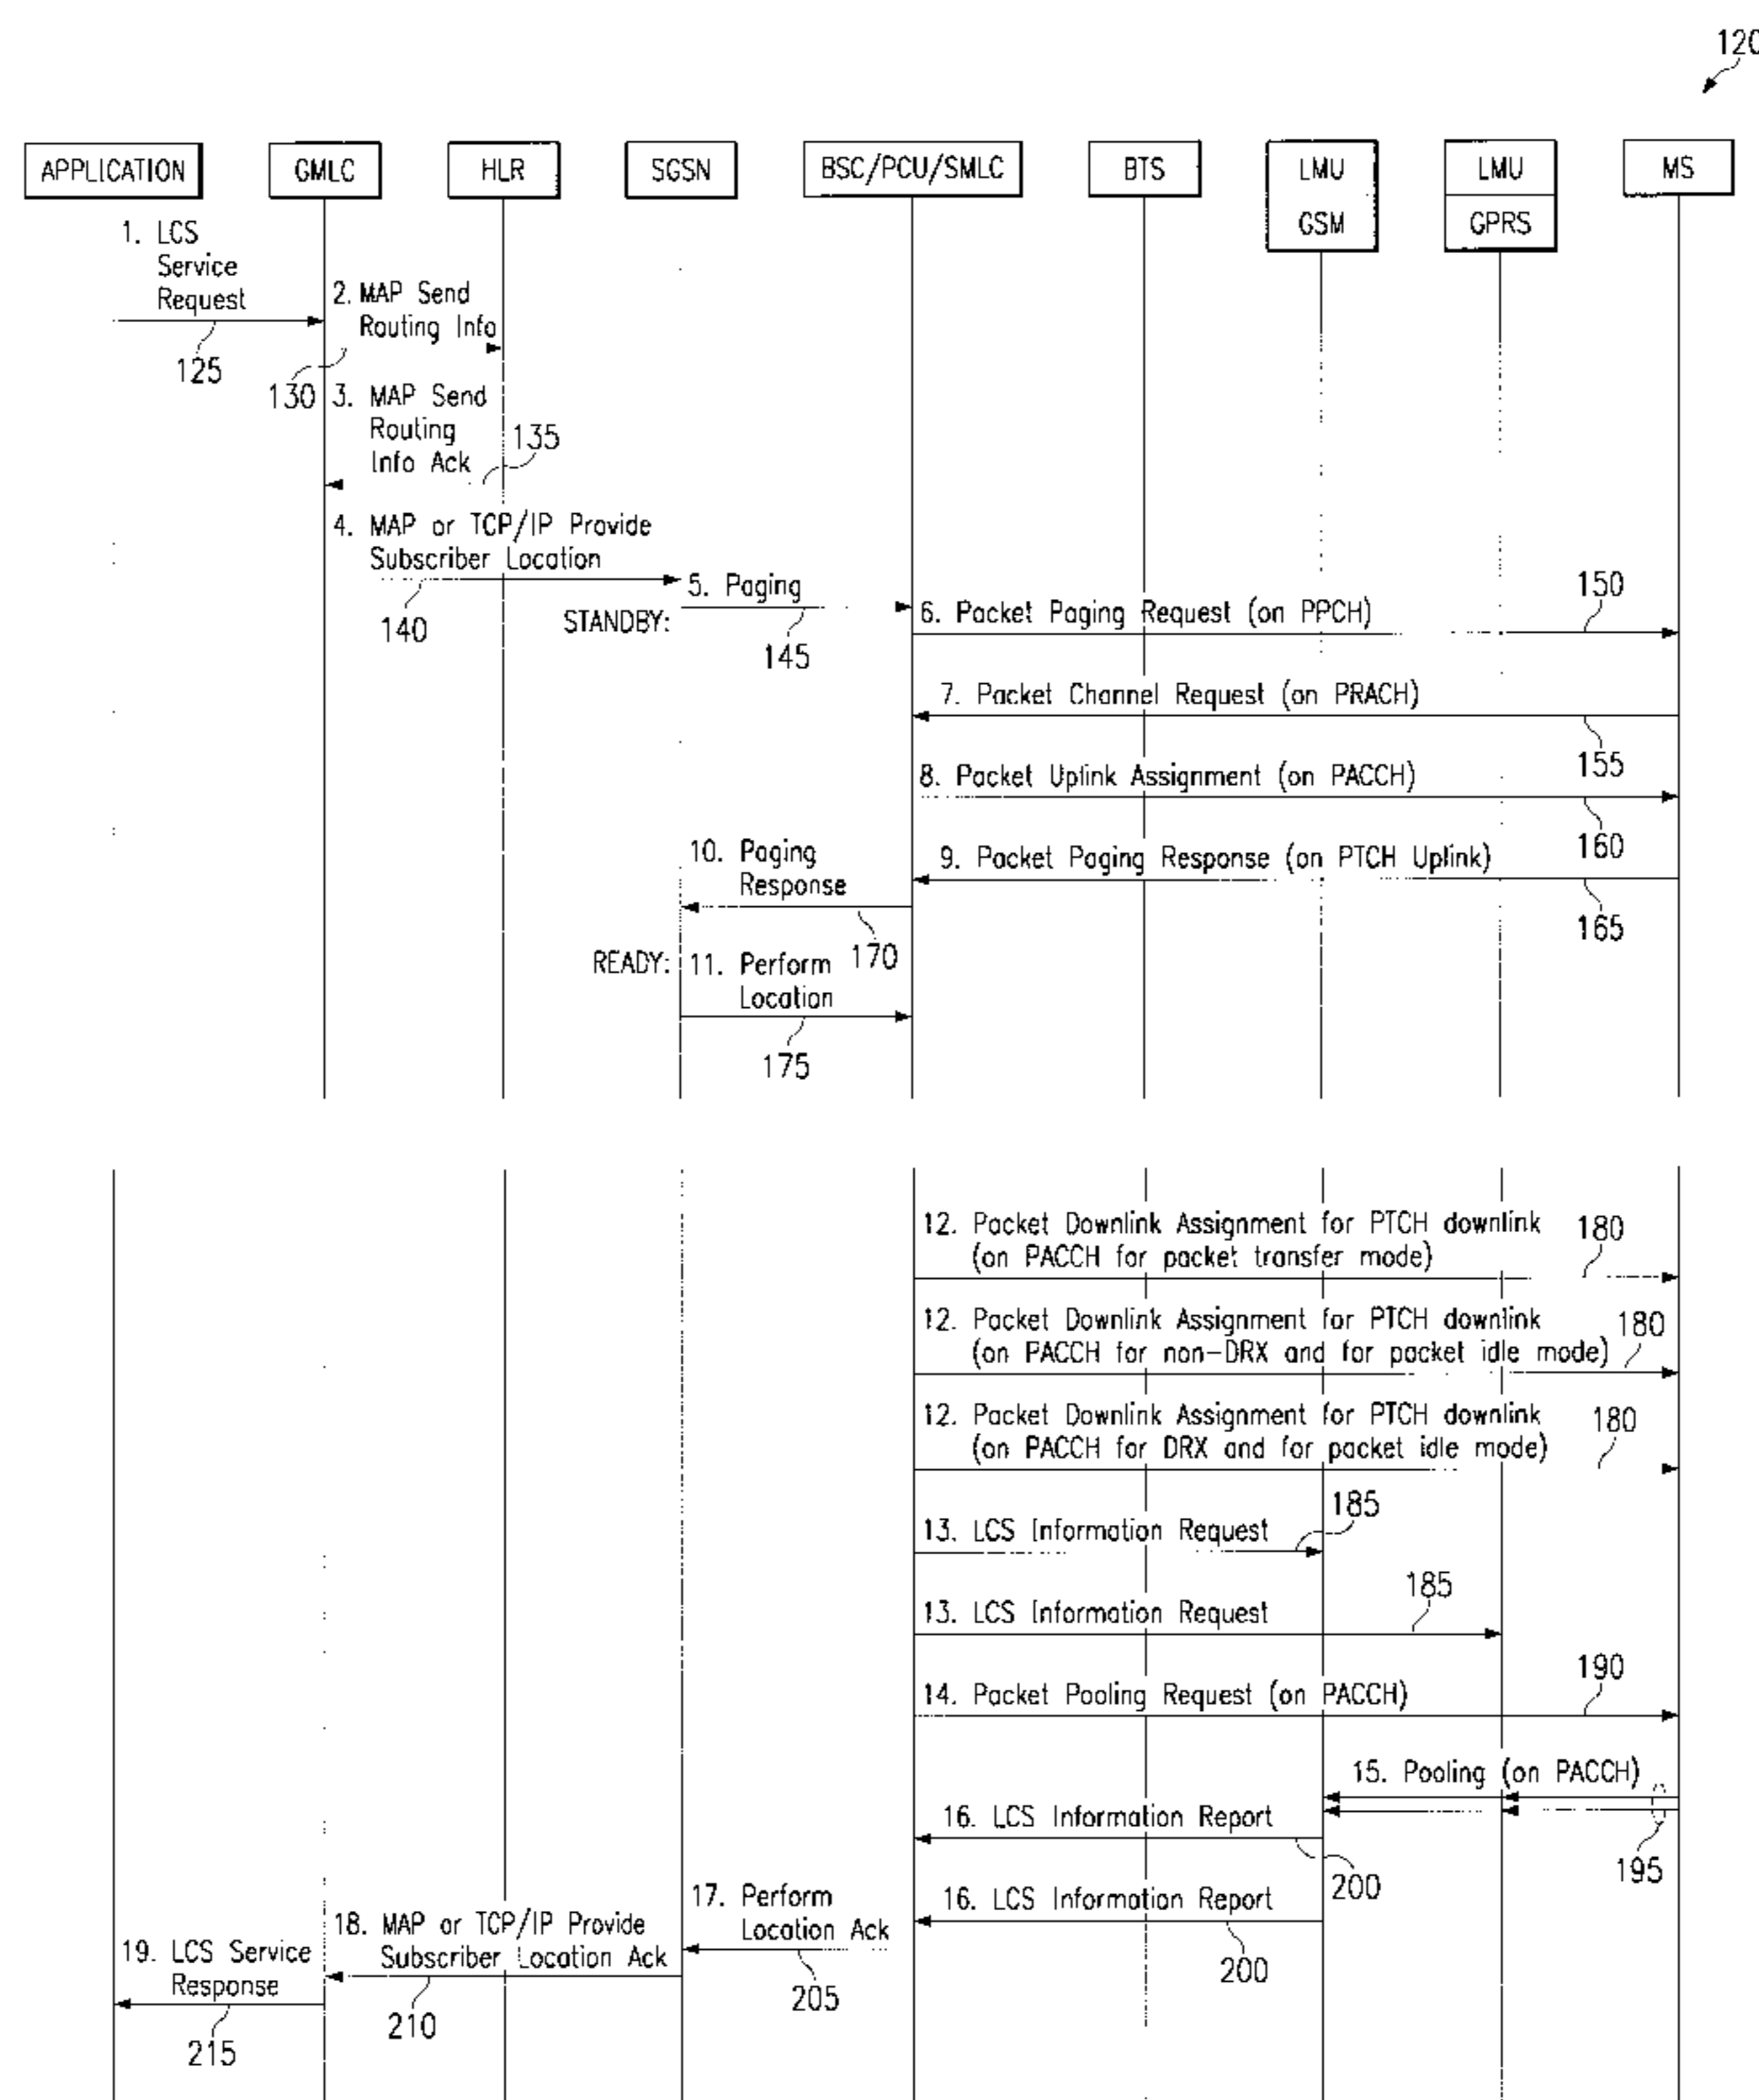 120
APPLICATION
GMLC
HLR
SGSN
BSC/PCU/SMLC
BTS
LMU
GSM
LMU
GPRS
MS
1. LCS
Service
Request
125
2. MAP Send
Routing Info
130
3. MAP Send
Routing
Info Ack
135
4. MAP or TCP/IP Provide
Subscriber Location
140
STANDBY:
5. Paging
145
6. Packet Paging Request (on PPCH)
150
7. Packet Channel Request (on PRACH)
155
8. Packet Uplink Assignment (on PACCH)
160
9. Packet Paging Response (on PTCH Uplink)
165
10. Paging
Response
170
READY:
11. Perform
Location
175
12. Packet Downlink Assignment for PTCH downlink
(on PACCH for packet transfer mode)
180
12. Packet Downlink Assignment for PTCH downlink
(on PACCH for non-DRX and for packet idle mode)
180
12. Packet Downlink Assignment for PTCH downlink
(on PACCH for DRX and for packet idle mode)
180
13. LCS Information Request
185
13. LCS Information Request
185
14. Packet Pooling Request (on PACCH)
190
15. Pooling (on PACCH)
195
16. LCS Information Report
200
16. LCS Information Report
200
17. Perform
Location Ack
205
18. MAP or TCP/IP Provide
Subscriber Location Ack
210
19. LCS Service
Response
215